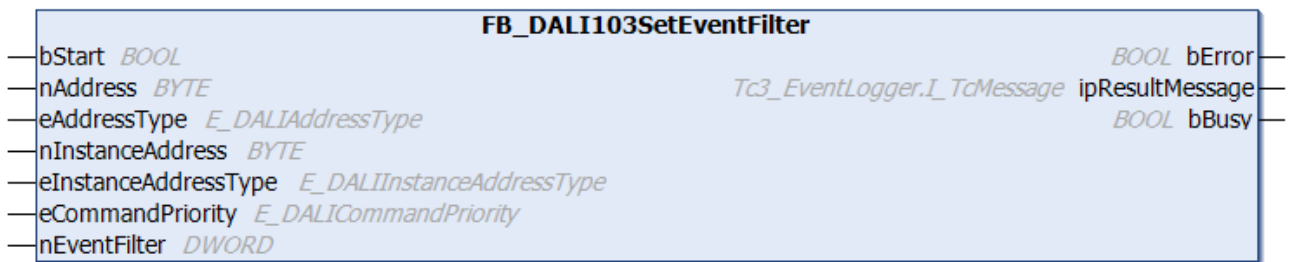 FB_DALI103SetEventFilter
bStart BOOL BOOL bError
nAddress BYTE Tc3_EventLogger.I_TcMessage ipResultMessage
eAddressType E_DALIAddressType BOOL bBusy
nInstanceAddress BYTE
eInstanceAddressType E_DALIInstanceAddressType
eCommandPriority E_DALICommandPriority
nEventFilter DWORD